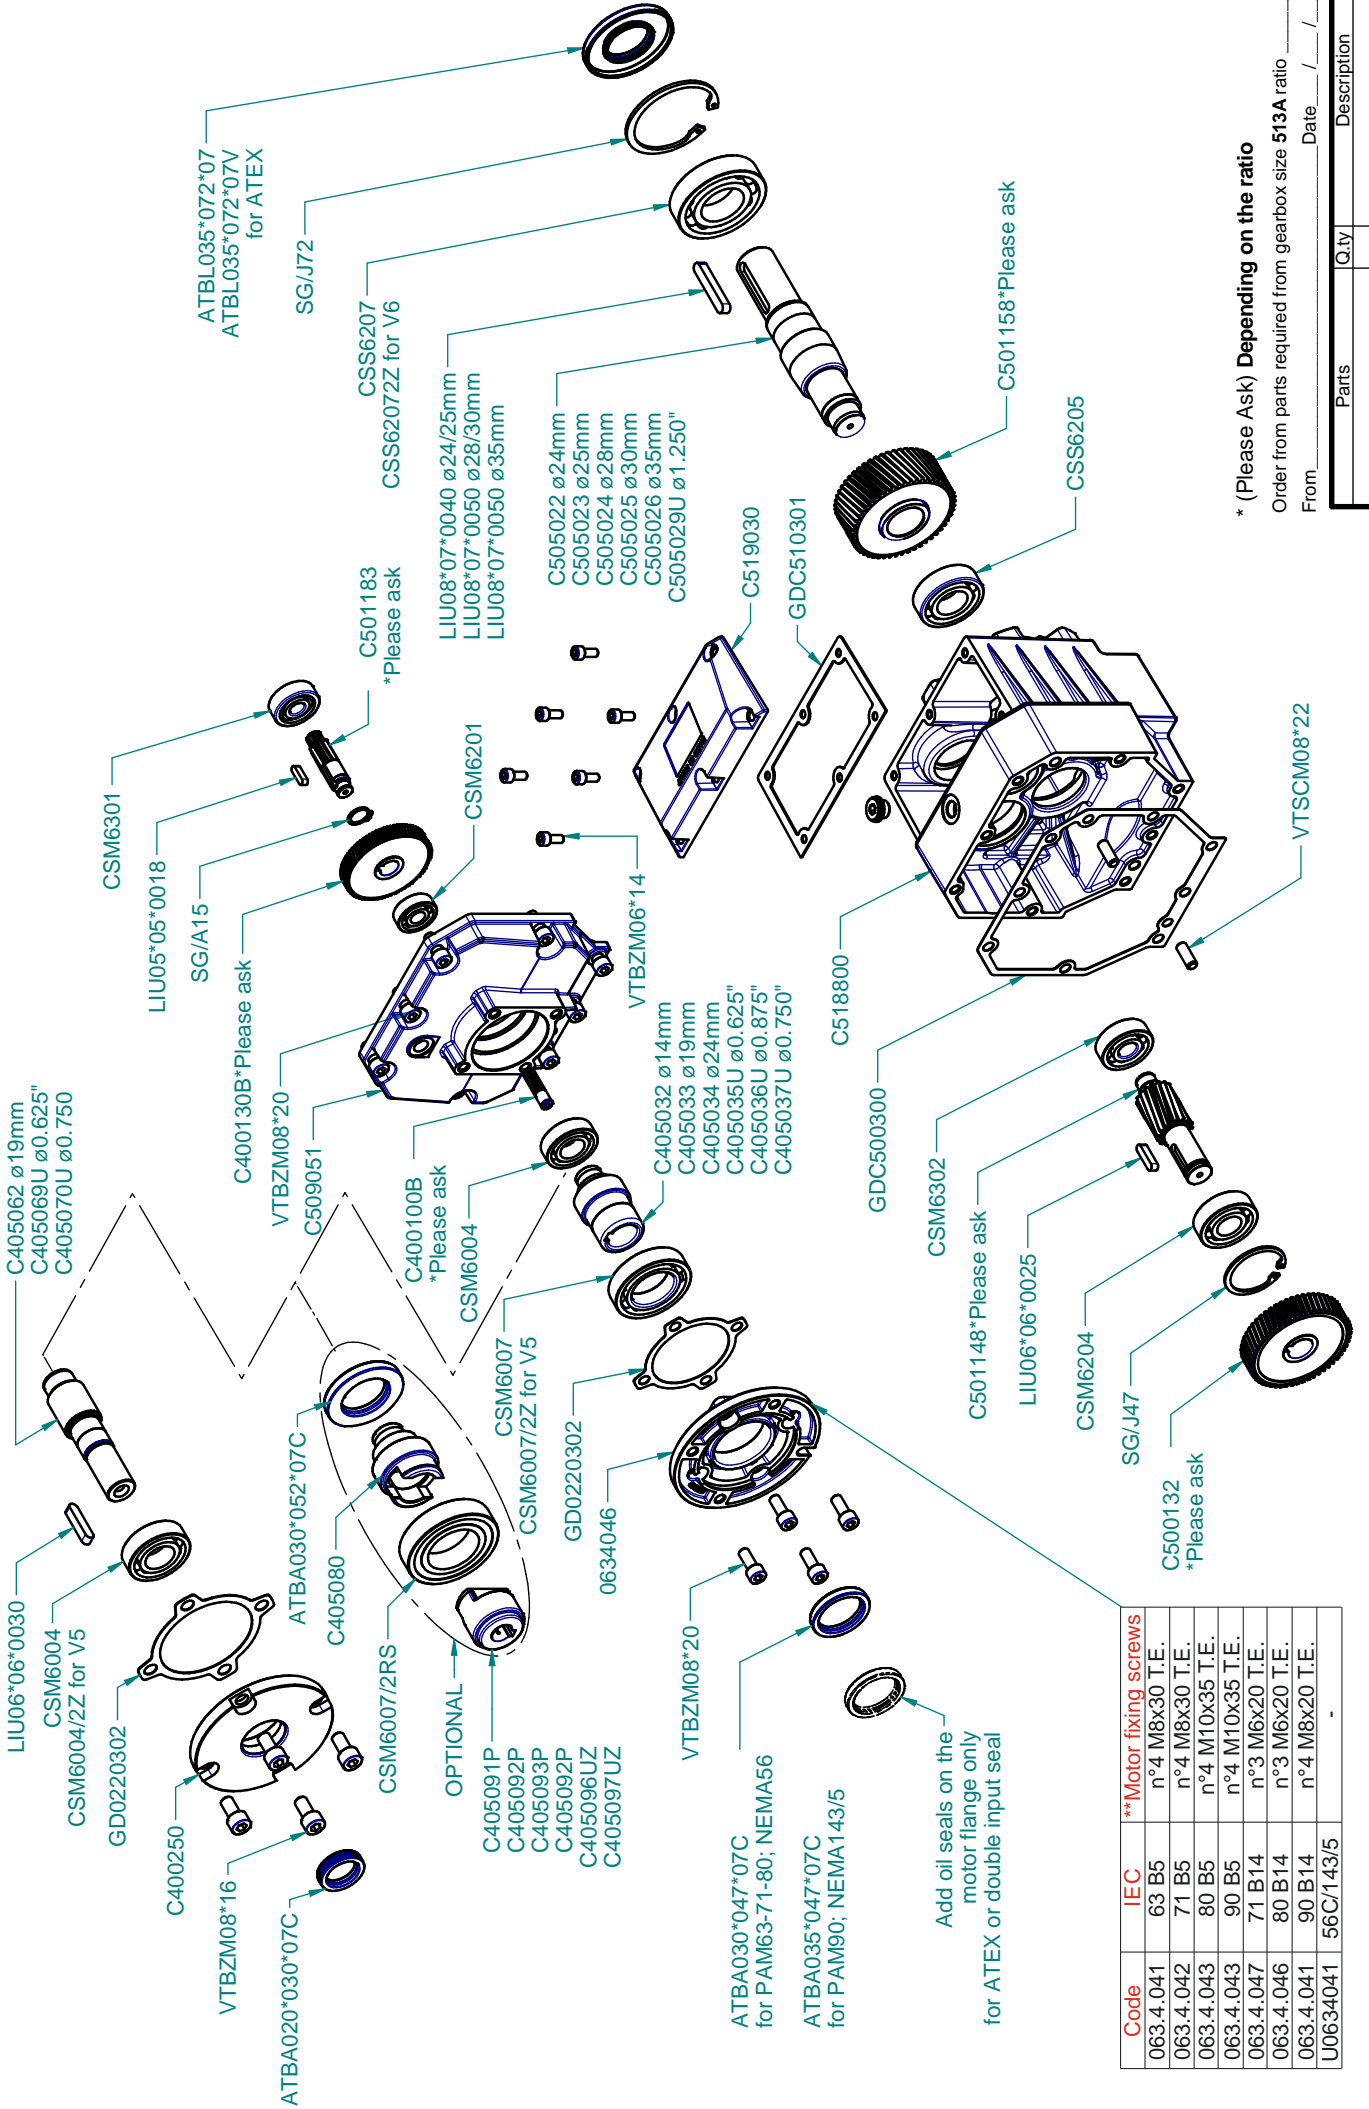 C405062 ø19mm
C405069U ø0.625"
C405070U ø0.750
LIU06*06*0030
CSM6004
CSM6004/2Z for V5
GD0220302
C400250
VTBZM08*16
ATBA020*030*07C
ATBA030*052*07C
C405080
CSM6007/2RS
OPTIONAL
C405091P
C405092P
C405093P
C405092P
C405096UZ
C405097UZ
CSM6301
LIU05*05*0018
SG/A15
C400130B*Please ask
VTBZM08*20
C509051
C400100B
*Please ask
CSM6004
CSM6007
CSM6007/2Z for V5
GD0220302
0634046
VTBZM08*20
ATBA030*047*07C
for PAM63-71-80; NEMA56
ATBA035*047*07C
for PAM90; NEMA143/5
Add oil seals on the
motor flange only
for ATEX or double input seal
C501183
*Please ask
CSM6201
VTBZM06*14
C405032 ø14mm
C405033 ø19mm
C405034 ø24mm
C405035U ø0.625"
C405036U ø0.875"
C405037U ø0.750"
ATBL035*072*07
ATBL035*072*07V
for ATEX
SG/J72
CSS6207
CSS62072Z for V6
LIU08*07*0040 ø24/25mm
LIU08*07*0050 ø28/30mm
LIU08*07*0050 ø35mm
C505022 ø24mm
C505023 ø25mm
C505024 ø28mm
C505025 ø30mm
C505026 ø35mm
C505029U ø1.250"
C519030
GDC510301
C501158*Please ask
CSS6205
C518800
GDC500300
VTSCM08*22
CSM6302
C501148*Please ask
LIU06*06*0025
CSM6204
SG/J47
C500132
*Please ask
Code IEC **Motor fixing screws
063.4.041 63 B5 n°4 M8x30 T.E.
063.4.042 71 B5 n°4 M8x30 T.E.
063.4.043 80 B5 n°4 M10x35 T.E.
063.4.043 90 B5 n°4 M10x35 T.E.
063.4.047 71 B14 n°3 M6x20 T.E.
063.4.046 80 B14 n°3 M6x20 T.E.
063.4.041 90 B14 n°4 M8x20 T.E.
U0634041 56C/143/5 -
* (Please Ask) Depending on the ratio
Order from parts required from gearbox size 513A ratio ____
From____________________ Date___/___/
Parts Q.ty Description